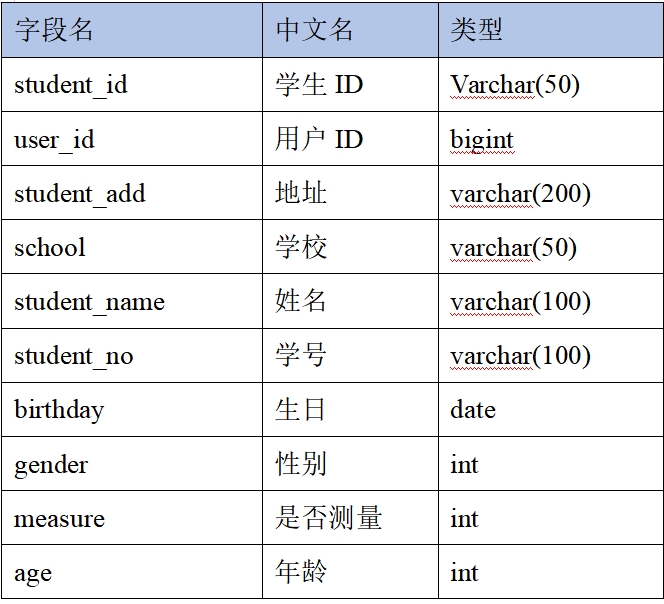 字段名 中文名 类型
student_id 学生 ID Varchar(50)
user_id 用户 ID bigint
student_add 地址 varchar(200)
school 学校 varchar(50)
student_name 姓名 varchar(100)
student_no 学号 varchar(100)
birthday 生日 date
gender 性别 int
measure 是否测量 int
age 年龄 int